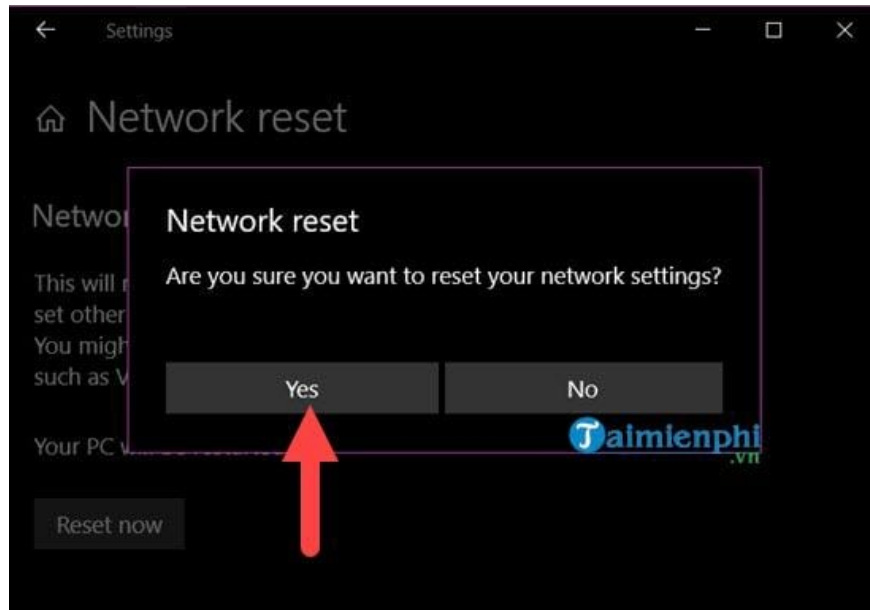 Settings
Network reset
Networ
Network reset
Are you sure you want to reset your network settings?
This will r
set other
You migh
such as V
Yes
No
Taimienphi
.vn
Your PC w
Reset now